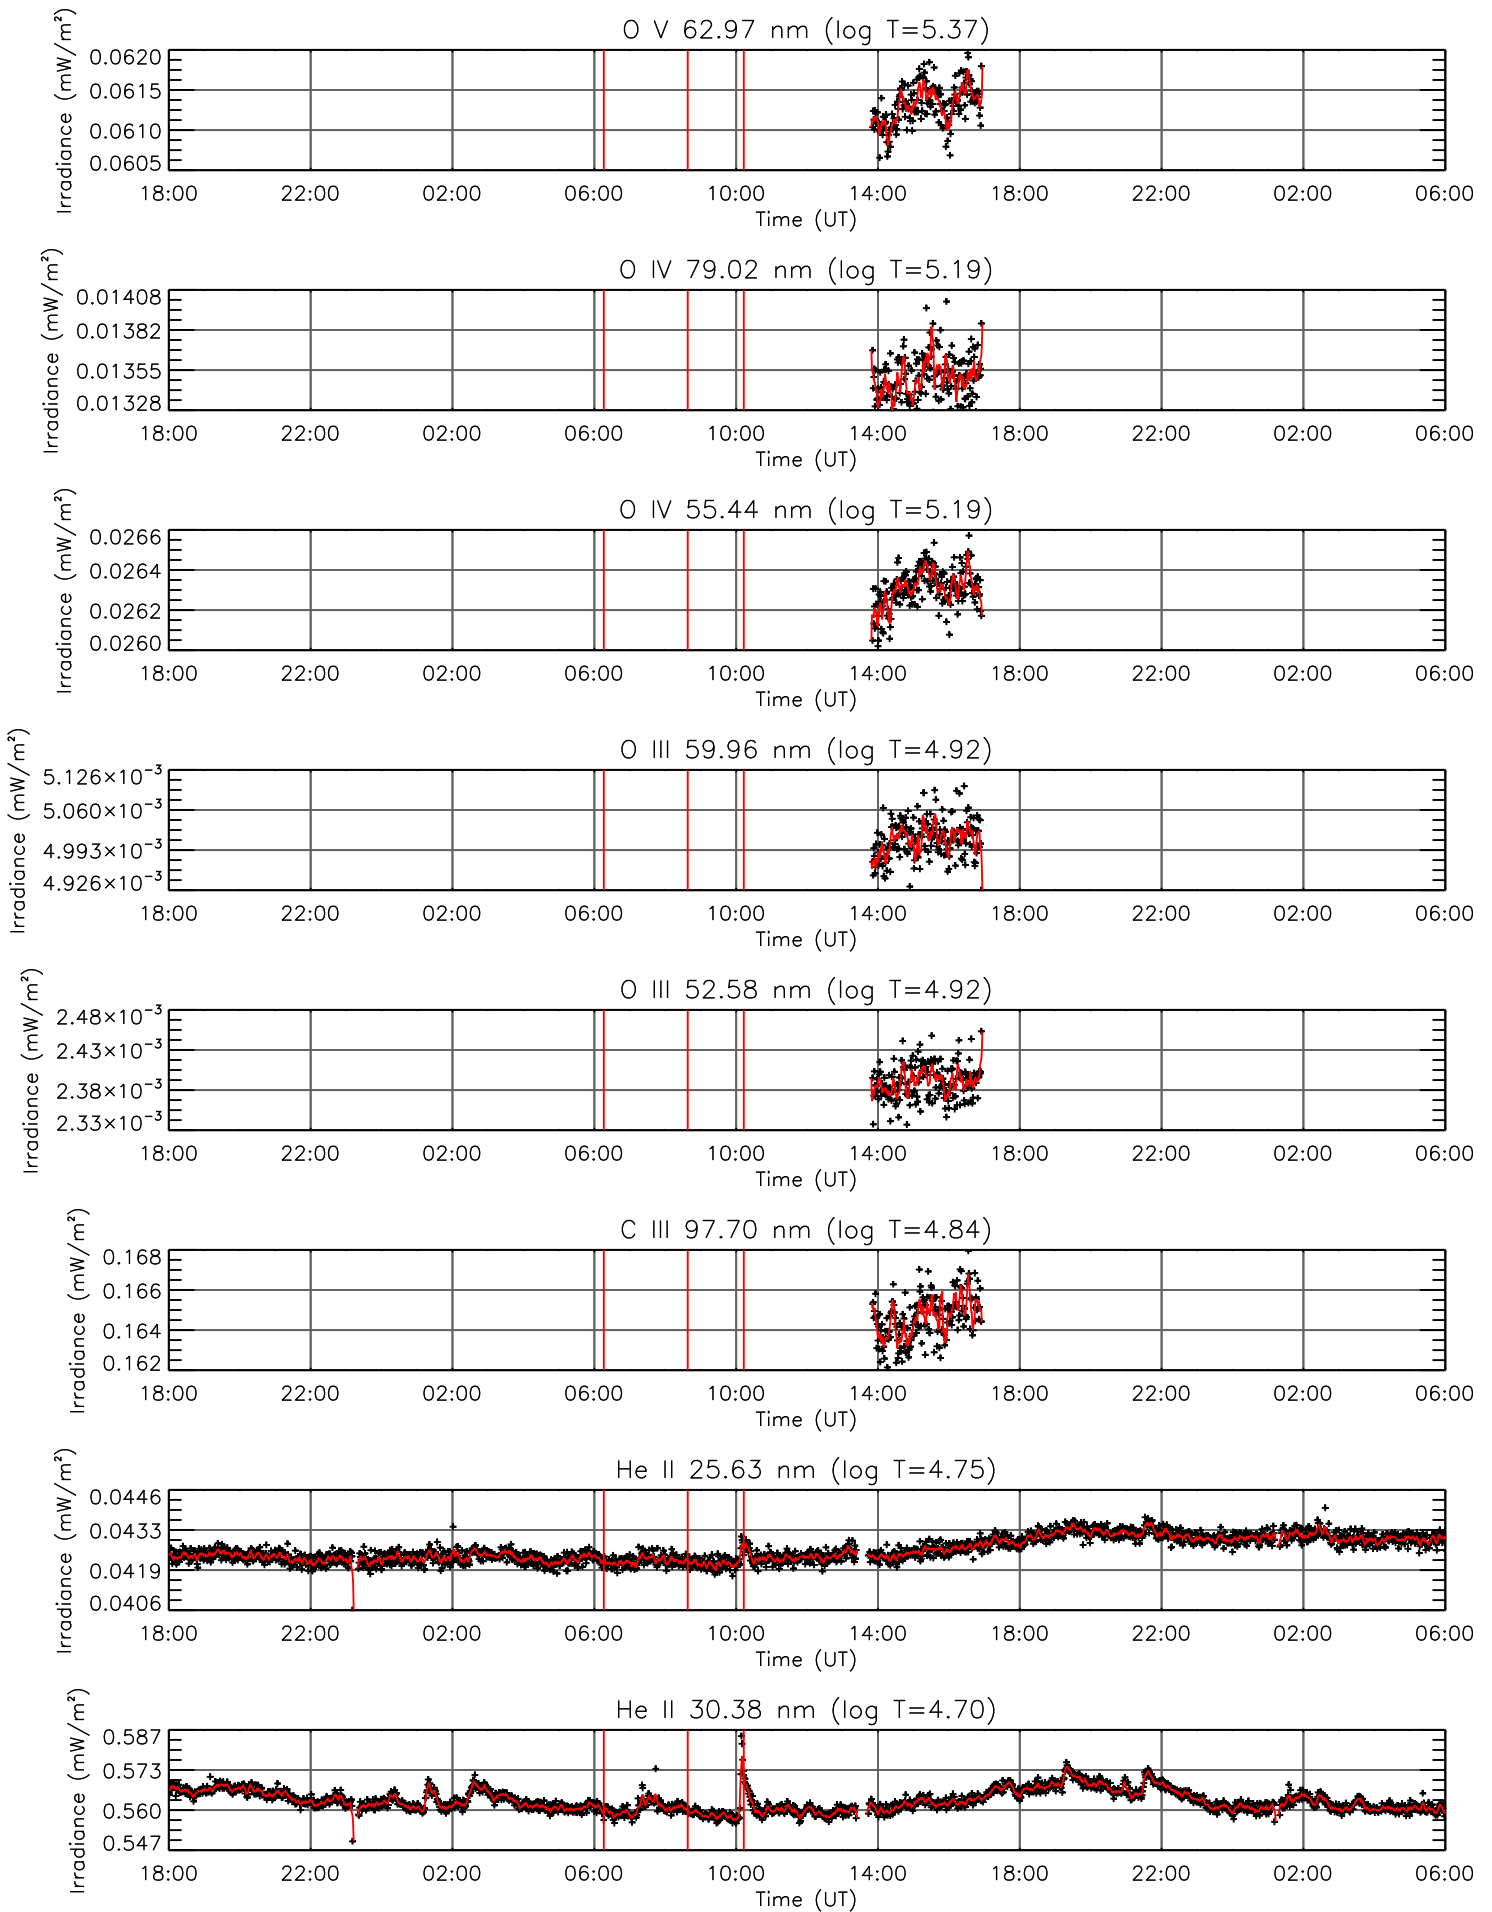 O V 62.97 nm (log T=5.37)
Irradiance (mW/m²)
0.0620
0.0615
0.0610
0.0605
18:00 22:00 02:00 06:00 10:00 14:00 18:00 22:00 02:00 06:00
Time (UT)
O IV 79.02 nm (log T=5.19)
Irradiance (mW/m²)
0.01408
0.01382
0.01355
0.01328
18:00 22:00 02:00 06:00 10:00 14:00 18:00 22:00 02:00 06:00
Time (UT)
O IV 55.44 nm (log T=5.19)
Irradiance (mW/m²)
0.0266
0.0264
0.0262
0.0260
18:00 22:00 02:00 06:00 10:00 14:00 18:00 22:00 02:00 06:00
Time (UT)
O III 59.96 nm (log T=4.92)
Irradiance (mW/m²)
5.126×10⁻³
5.060×10⁻³
4.993×10⁻³
4.926×10⁻³
18:00 22:00 02:00 06:00 10:00 14:00 18:00 22:00 02:00 06:00
Time (UT)
O III 52.58 nm (log T=4.92)
Irradiance (mW/m²)
2.48×10⁻³
2.43×10⁻³
2.38×10⁻³
2.33×10⁻³
18:00 22:00 02:00 06:00 10:00 14:00 18:00 22:00 02:00 06:00
Time (UT)
C III 97.70 nm (log T=4.84)
Irradiance (mW/m²)
0.168
0.166
0.164
0.162
18:00 22:00 02:00 06:00 10:00 14:00 18:00 22:00 02:00 06:00
Time (UT)
He II 25.63 nm (log T=4.75)
Irradiance (mW/m²)
0.0446
0.0433
0.0419
0.0406
18:00 22:00 02:00 06:00 10:00 14:00 18:00 22:00 02:00 06:00
Time (UT)
He II 30.38 nm (log T=4.70)
Irradiance (mW/m²)
0.587
0.573
0.560
0.547
18:00 22:00 02:00 06:00 10:00 14:00 18:00 22:00 02:00 06:00
Time (UT)